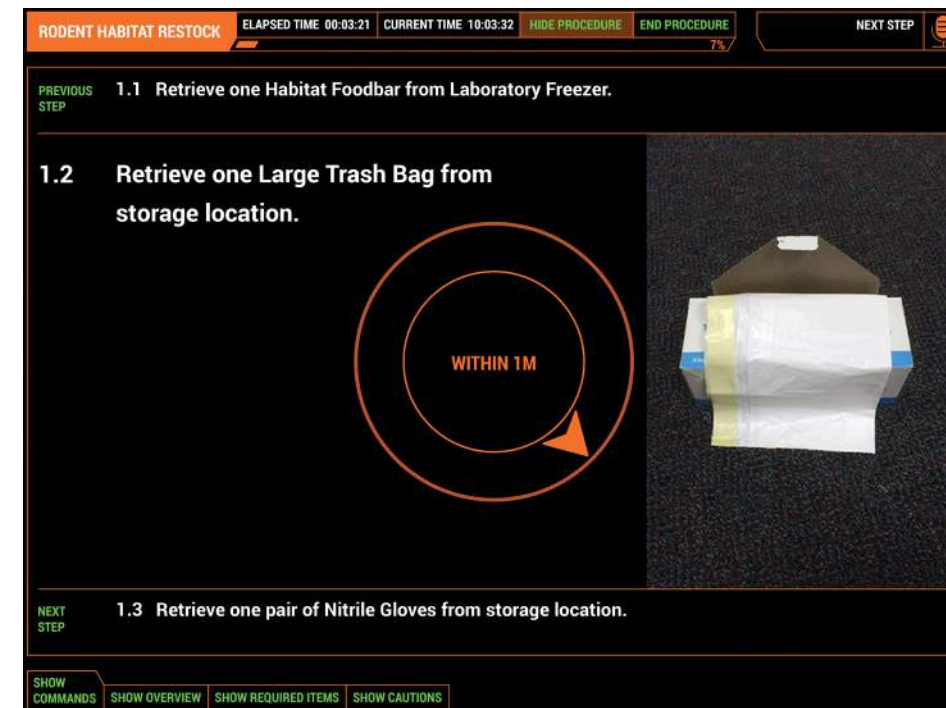 RODENT HABITAT RESTOCK
ELAPSED TIME 00:03:21
CURRENT TIME 10:03:32
HIDE PROCEDURE
END PROCEDURE
7%
NEXT STEP
PREVIOUS
STEP
1.1 Retrieve one Habitat Foodbar from Laboratory Freezer.
1.2 Retrieve one Large Trash Bag from
storage location.
WITHIN 1M
NEXT
STEP
1.3 Retrieve one pair of Nitrile Gloves from storage location.
SHOW
COMMANDS
SHOW OVERVIEW
SHOW REQUIRED ITEMS
SHOW CAUTIONS